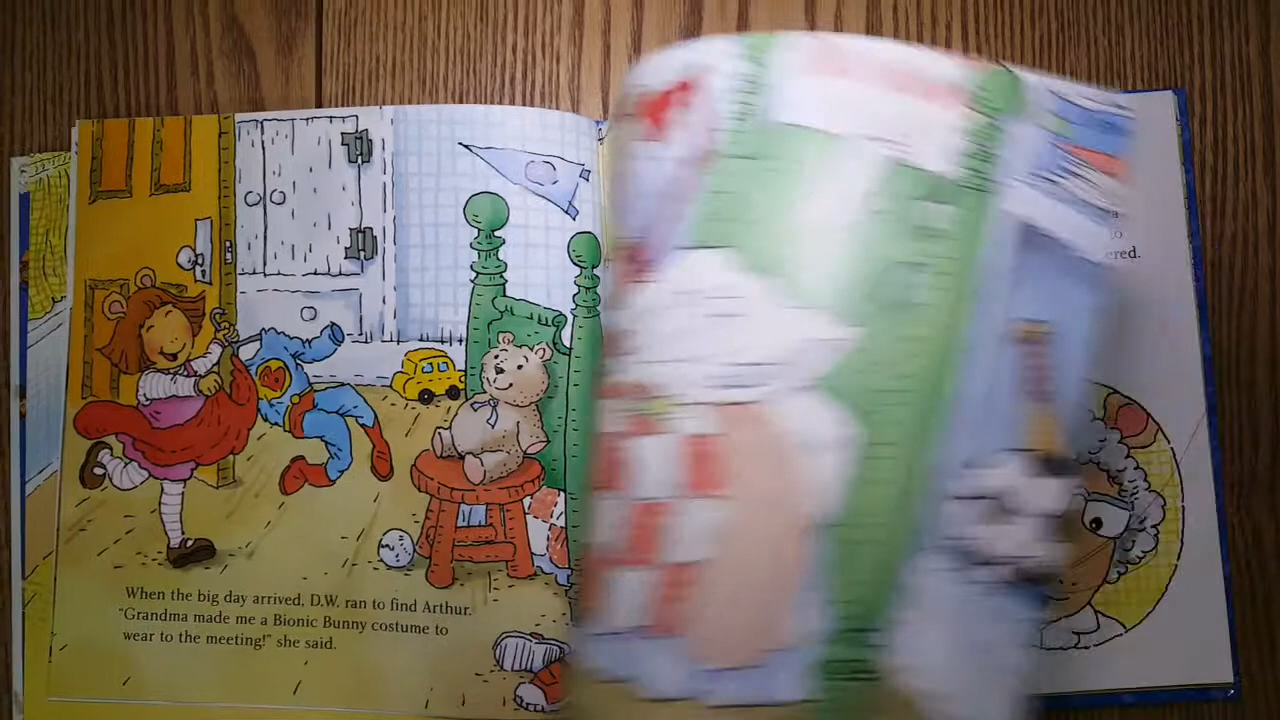 When the big day arrived, D.W. ran to find Arthur.
"Grandma made me a Bionic Bunny costume to
wear to the meeting!" she said.